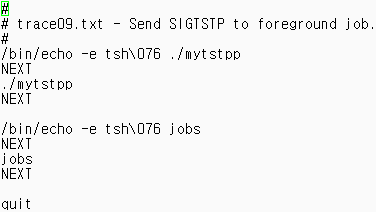 #
# trace09.txt - Send SIGTSTP to foreground job.
#
/bin/echo -e tsh\076 ./mytstpp
NEXT
./mytstpp
NEXT
/bin/echo -e tsh\076 jobs
NEXT
jobs
NEXT
quit